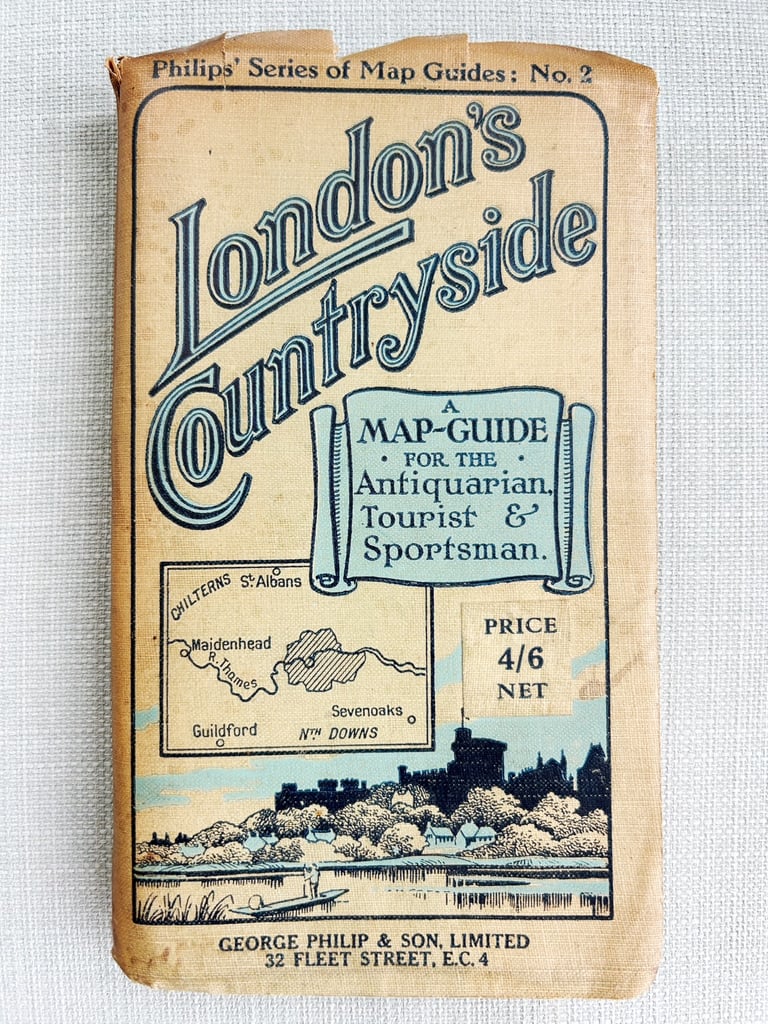 Philips' Series of Map Guides: No. 2
London's
Countryside
A
MAP-GUIDE
· FOR THE ·
Antiquarian,
Tourist &
Sportsman.
CHILTERNS
St. Albans
Maidenhead
R. Thames
Sevenoaks
Guildford
NTH DOWNS
PRICE
4/6
NET
GEORGE PHILIP & SON, LIMITED
32 FLEET STREET, E.C. 4